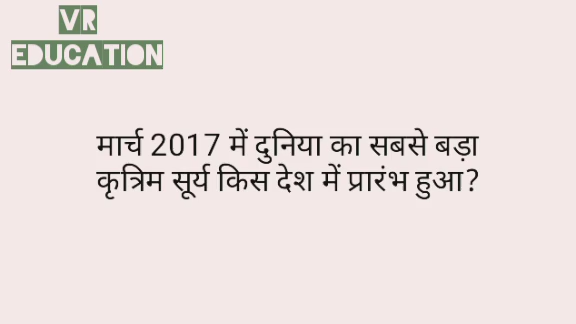 VR
EDUCATION
मार्च 2017 में दुनिया का सबसे बड़ा
कृत्रिम सूर्य किस देश में प्रारंभ हुआ?